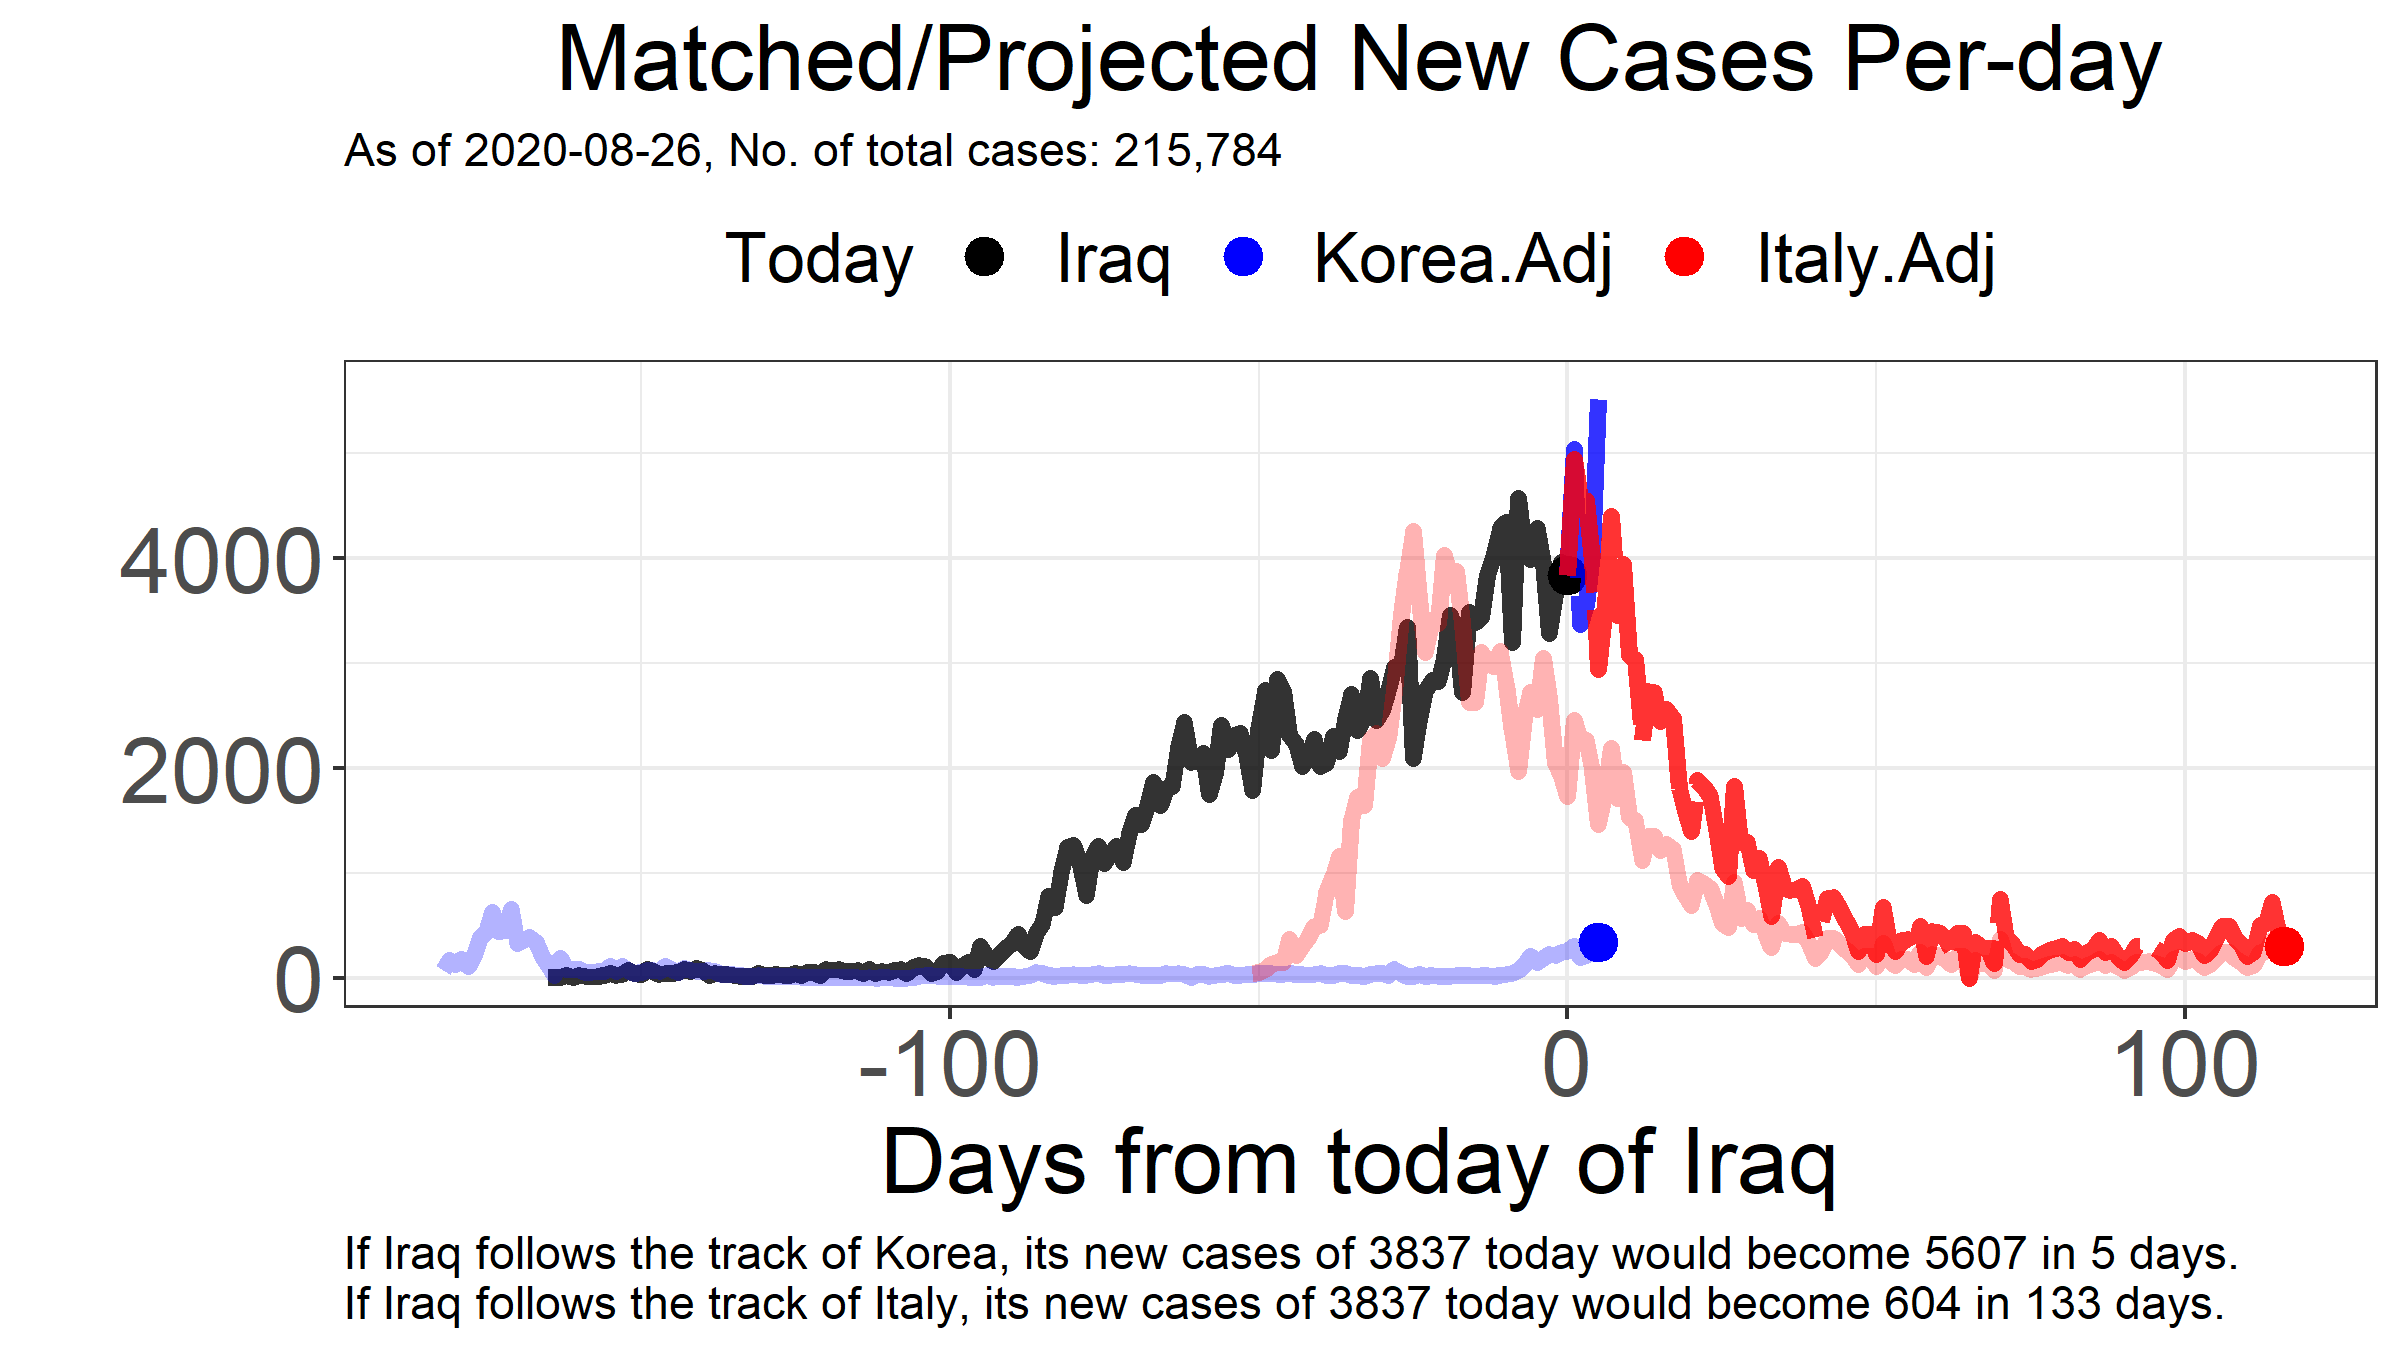 Matched/Projected New Cases Per-day
As of 2020-08-26, No. of total cases: 215,784
Today Iraq Korea.Adj Italy.Adj
4000
2000
0
-100 0 100
Days from today of Iraq
If Iraq follows the track of Korea, its new cases of 3837 today would become 5607 in 5 days.
If Iraq follows the track of Italy, its new cases of 3837 today would become 604 in 133 days.